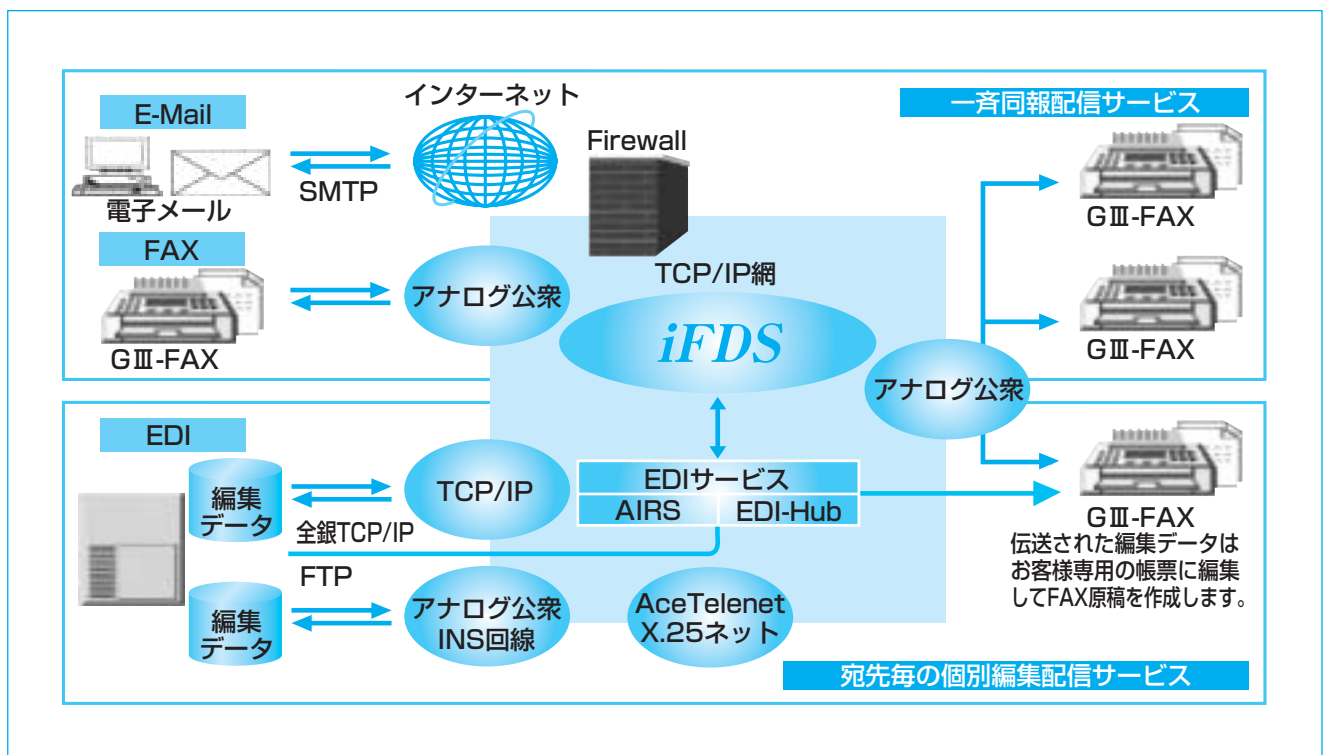 インターネット
一斉同報配信サービス
E-Mail
Firewall
SMTP
電子メール
GⅢ-FAX
FAX
TCP/IP網
アナログ公衆
iFDS
GⅢ-FAX
GⅢ-FAX
アナログ公衆
EDI
編集
データ
TCP/IP
EDIサービス
AIRS
EDI-Hub
全銀TCP/IP
GⅢ-FAX
伝送された編集データは
お客様専用の帳票に編集
してFAX原稿を作成します。
FTP
編集
データ
アナログ公衆
INS回線
AceTelenet
X.25ネット
宛先毎の個別編集配信サービス